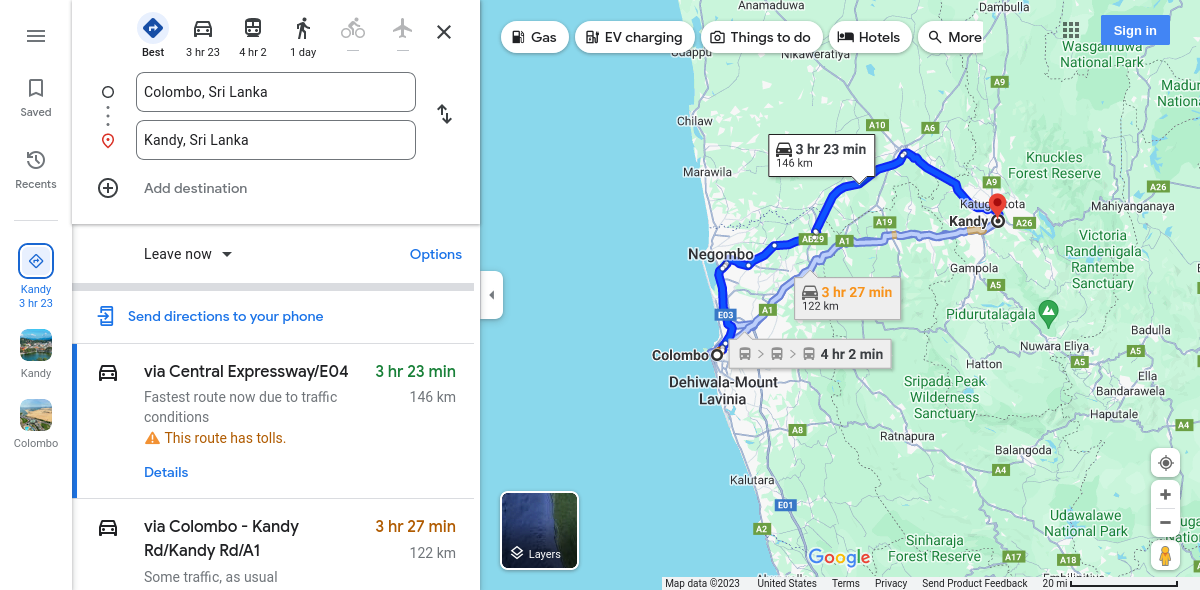 Best
3 hr 23
4 hr 2
1 day
—
—
Saved
Recents
Kandy
3 hr 23
Kandy
Colombo
Colombo, Sri Lanka
Kandy, Sri Lanka
Add destination
Leave now
Options
Send directions to your phone
via Central Expressway/E04
3 hr 23 min
Fastest route now due to traffic
conditions
146 km
This route has tolls.
Details
via Colombo - Kandy
Rd/Kandy Rd/A1
3 hr 27 min
122 km
Some traffic, as usual
Gas
EV charging
Things to do
Hotels
More
Sign in
Anamaduwa
Dambulla
Nikaweratiya
Wasgamuwa
National Park
A9
Chilaw
A10
A6
3 hr 23 min
146 km
Marawila
Knuckles
Forest Reserve
A9
A26
Mahiyanganaya
Kandy
A26
A19
A1
Negombo
Victoria
Randenigala
Rantembe
Sanctuary
Gampola
A5
3 hr 27 min
122 km
A1
E03
Pidurutalagala
Badulla
Nuwara Eliya
A5
A5
Colombo
4 hr 2 min
Hatton
Ella
Dehiwala-Mount
Lavinia
Sripada Peak
Wilderness
Sanctuary
Bandarawela
Haputale
A4
A8
Ratnapura
Balangoda
A4
Kalutara
E01
A2
Udawalawe
National Park
Sinharaja
Forest Reserve
A17
A18
Layers
Google
Map data ©2023
United States
Terms
Privacy
Send Product Feedback
20 mi